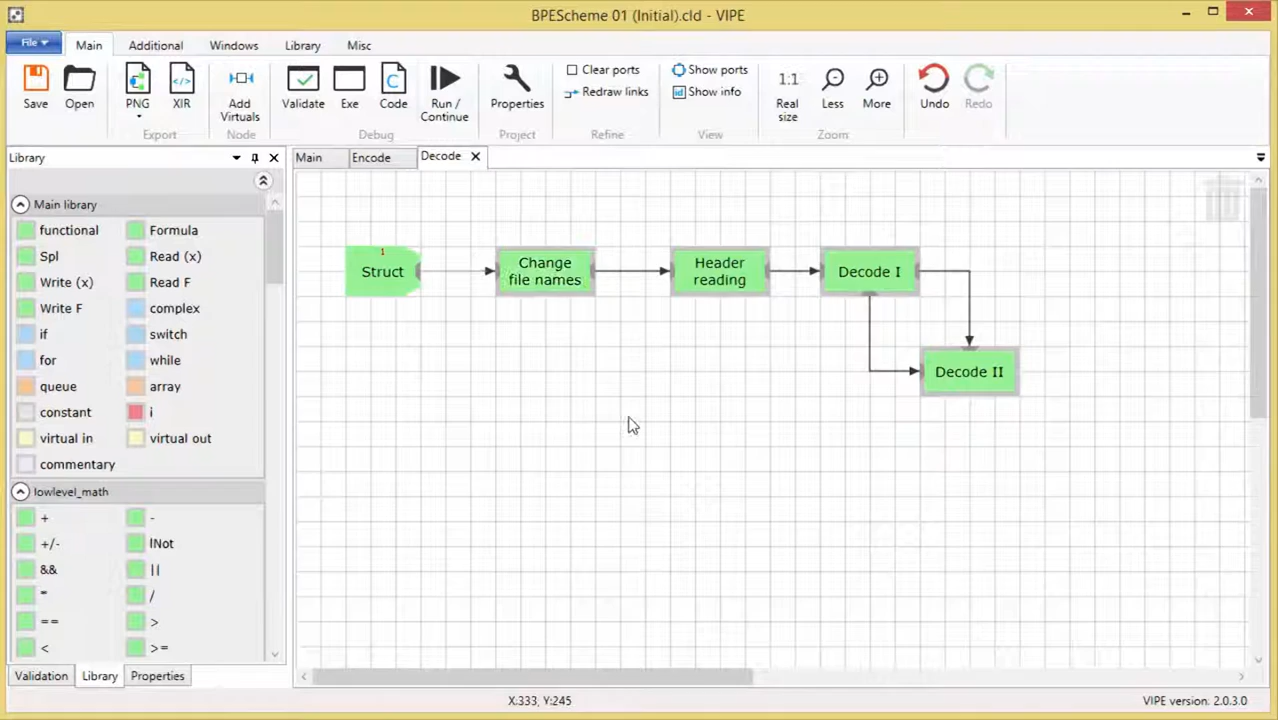 BPEScheme 01 (Initial).cld - VIPE
File Main Additional Windows Library Misc
Save Open PNG XIR Add Virtuals Validate Exe Code Run / Continue Properties
Clear ports
Redraw links
Show ports
Show info
1:1 Real size Less More Undo Redo
Export Node Debug Project Refine View Zoom
Library
Main Encode Decode
Main library
functional Formula
Spl Read (x)
Write (x) Read F
Write F complex
if switch
for while
queue array
constant i
virtual in virtual out
commentary
lowlevel_math
+ -
+/- lNot
&& ||
* /
== >
< >=
1
Struct
Change
file names
Header
reading
Decode I
Decode II
Validation Library Properties
X:333, Y:245
VIPE version: 2.0.3.0